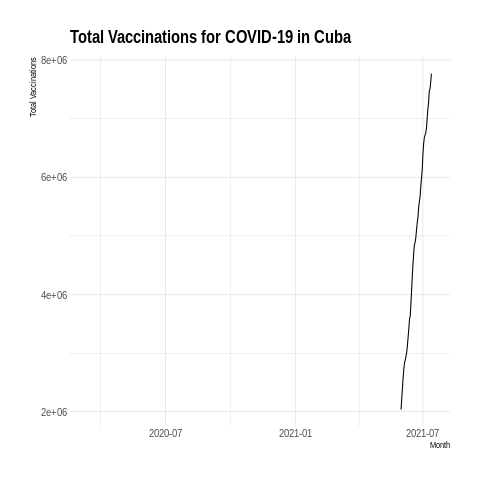 Total Vaccinations for COVID-19 in Cuba
Total Vaccinations
8e+06
6e+06
4e+06
2e+06
2020-07
2021-01
2021-07
Month